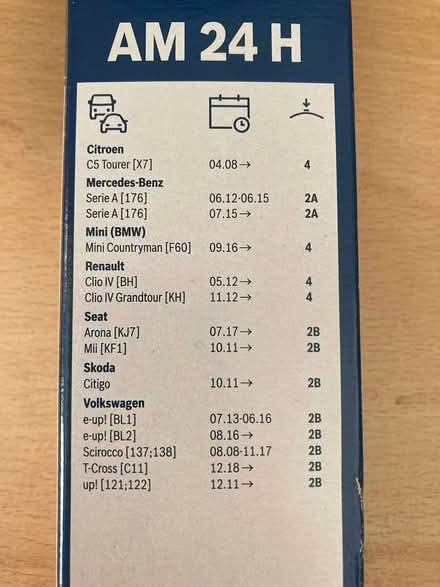 AM 24 H
Citroen
C5 Tourer [X7] 04.08→ 4
Mercedes-Benz
Serie A [176] 06.12-06.15 2A
Serie A [176] 07.15→ 2A
Mini (BMW)
Mini Countryman [F60] 09.16→ 4
Renault
Clio IV [BH] 05.12→ 4
Clio IV Grandtour [KH] 11.12→ 4
Seat
Arona [KJ7] 07.17→ 2B
Mii [KF1] 10.11→ 2B
Skoda
Citigo 10.11→ 2B
Volkswagen
e-up! [BL1] 07.13-06.16 2B
e-up! [BL2] 08.16→ 2B
Scirocco [137;138] 08.08-11.17 2B
T-Cross [C11] 12.18→ 2B
up! [121;122] 12.11→ 2B